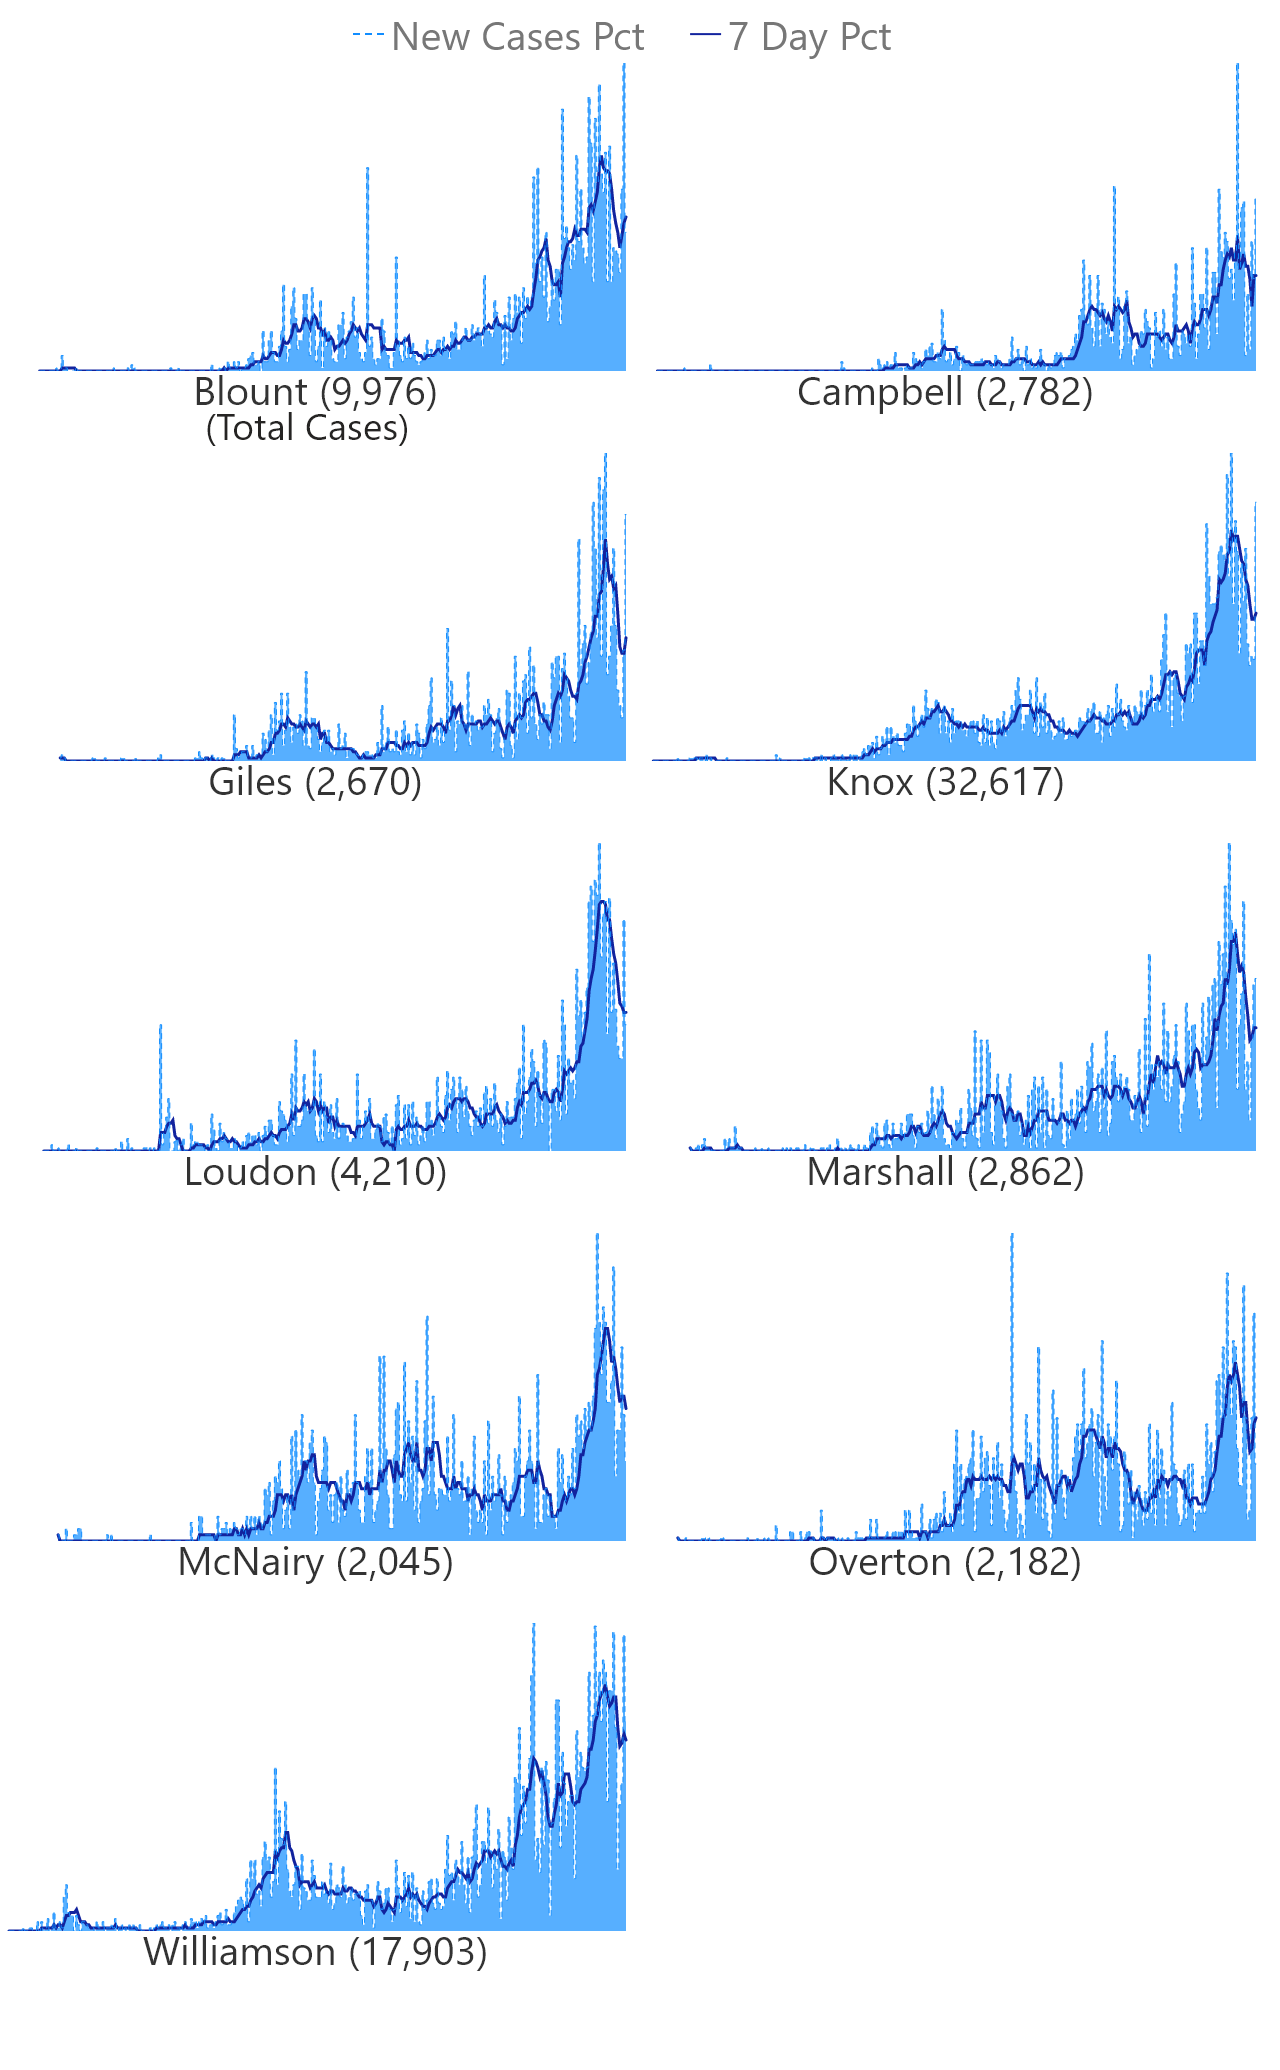 New Cases Pct 7 Day Pct
Blount (9,976) Campbell (2,782)
(Total Cases)
Giles (2,670) Knox (32,617)
Loudon (4,210) Marshall (2,862)
McNairy (2,045) Overton (2,182)
Williamson (17,903)